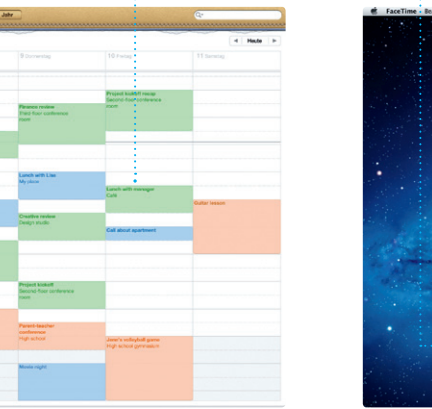 Jahr
Heute
9 Donnerstag
10 Freitag
11 Samstag
Finance review
Third floor conference
room
Lunch with Lisa
My place
Creative review
Design studio
Project kickoff
Second floor conference
room
Parent-teacher
conference
High school
Movie night
Project kickoff recap
Second floor conference
room
Lunch with manager
Café
Call about apartment
Jose's volleyball game
High school gymnasium
Guitar lesson
FaceTime